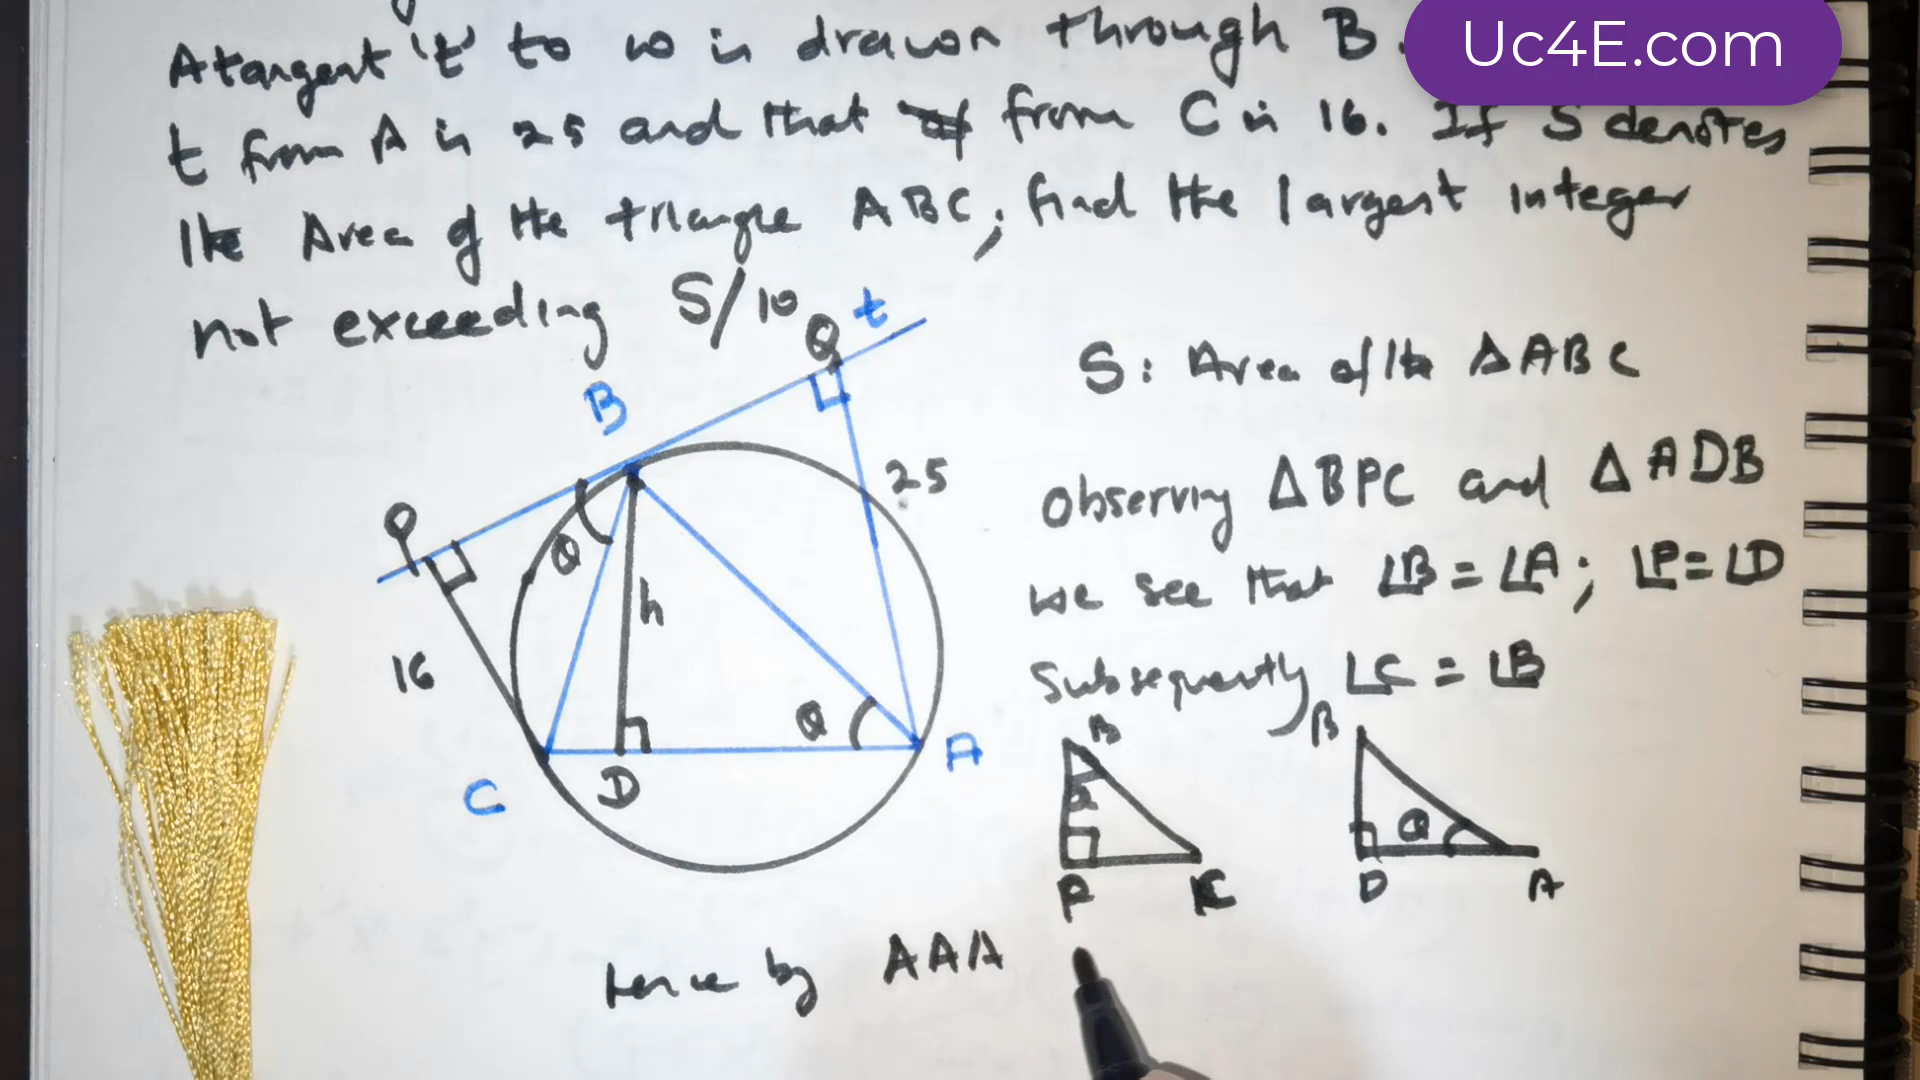 Uc4E.com
A tangent 't' to ω is drawn through B.
t from A is 25 and that from C is 16. If S denotes
the Area of the triangle ABC, find the largest integer
not exceeding S/10
Q t
B
25
P
θ
h
16
θ
C D A
S: Area of the ΔABC
Observing ΔBPC and ΔADB
we see that ∠B = ∠A; ∠P = ∠D
Subsequently ∠C = ∠B
B B
θ θ
P C D A
Hence by AAA